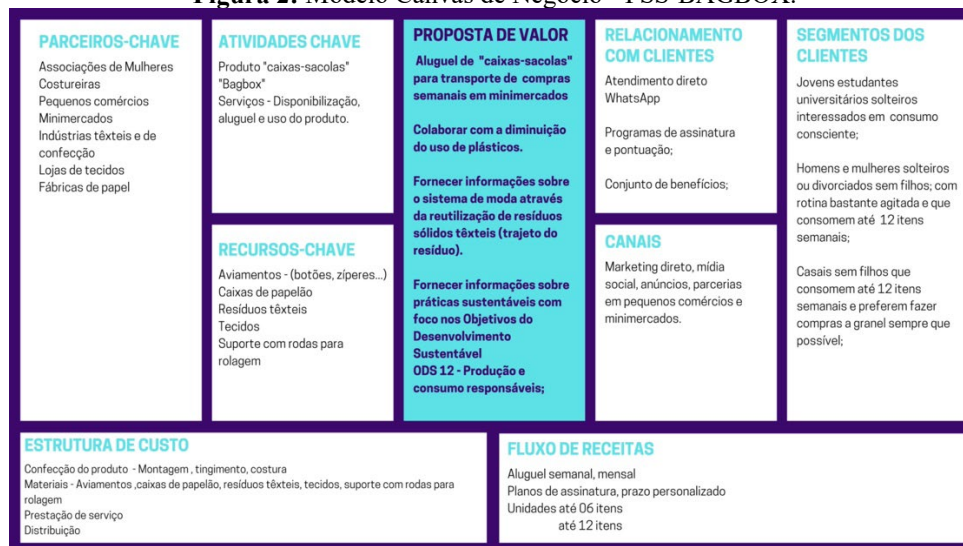 Figura 2: Modelo Canvas de Negócio - PSS-BAGBOX.
PARCEIROS-CHAVE
Associações de Mulheres
Costureiras
Pequenos comércios
Minimercados
Indústrias têxteis e de
confecção
Lojas de tecidos
Fábricas de papel
ATIVIDADES CHAVE
Produto "caixas-sacolas"
"Bagbox"
Serviços - Disponibilização,
aluguel e uso do produto.
RECURSOS-CHAVE
Aviamentos - (botões, zíperes...)
Caixas de papelão
Resíduos têxteis
Tecidos
Suporte com rodas para
rolagem
PROPOSTA DE VALOR
Aluguel de "caixas-sacolas"
para transporte de compras
semanais em minimercados
Colaborar com a diminuição
do uso de plásticos.
Fornecer informações sobre
o sistema de moda através
da reutilização de resíduos
sólidos têxteis (trajeto do
resíduo).
Fornecer informações sobre
práticas sustentáveis com
foco nos Objetivos do
Desenvolvimento
Sustentável
ODS 12 - Produção e
consumo responsáveis;
RELACIONAMENTO
COM CLIENTES
Atendimento direto
WhatsApp
Programas de assinatura
e pontuação;
Conjunto de benefícios;
CANAIS
Marketing direto, mídia
social, anúncios, parcerias
em pequenos comércios e
minimercados.
SEGMENTOS DOS
CLIENTES
Jovens estudantes
universitários solteiros
interessados em consumo
consciente;
Homens e mulheres solteiros
ou divorciados sem filhos; com
rotina bastante agitada e que
consomem até 12 itens
semanais;
Casais sem filhos que
consomem até 12 itens
semanais e preferem fazer
compras a granel sempre que
possível;
ESTRUTURA DE CUSTO
Confecção do produto - Montagem , tingimento, costura
Materiais - Aviamentos ,caixas de papelão, resíduos têxteis, tecidos, suporte com rodas para
rolagem
Prestação de serviço
Distribuição
FLUXO DE RECEITAS
Aluguel semanal, mensal
Planos de assinatura, prazo personalizado
Unidades até 06 itens
até 12 itens